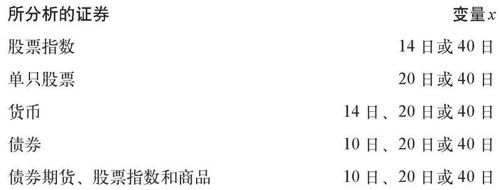 所分析的证券 变量x
股票指数 14日或40日
单只股票 20日或40日
货币 14日、20日或40日
债券 10日、20日或40日
债券期货、股票指数和商品 10日、20日或40日